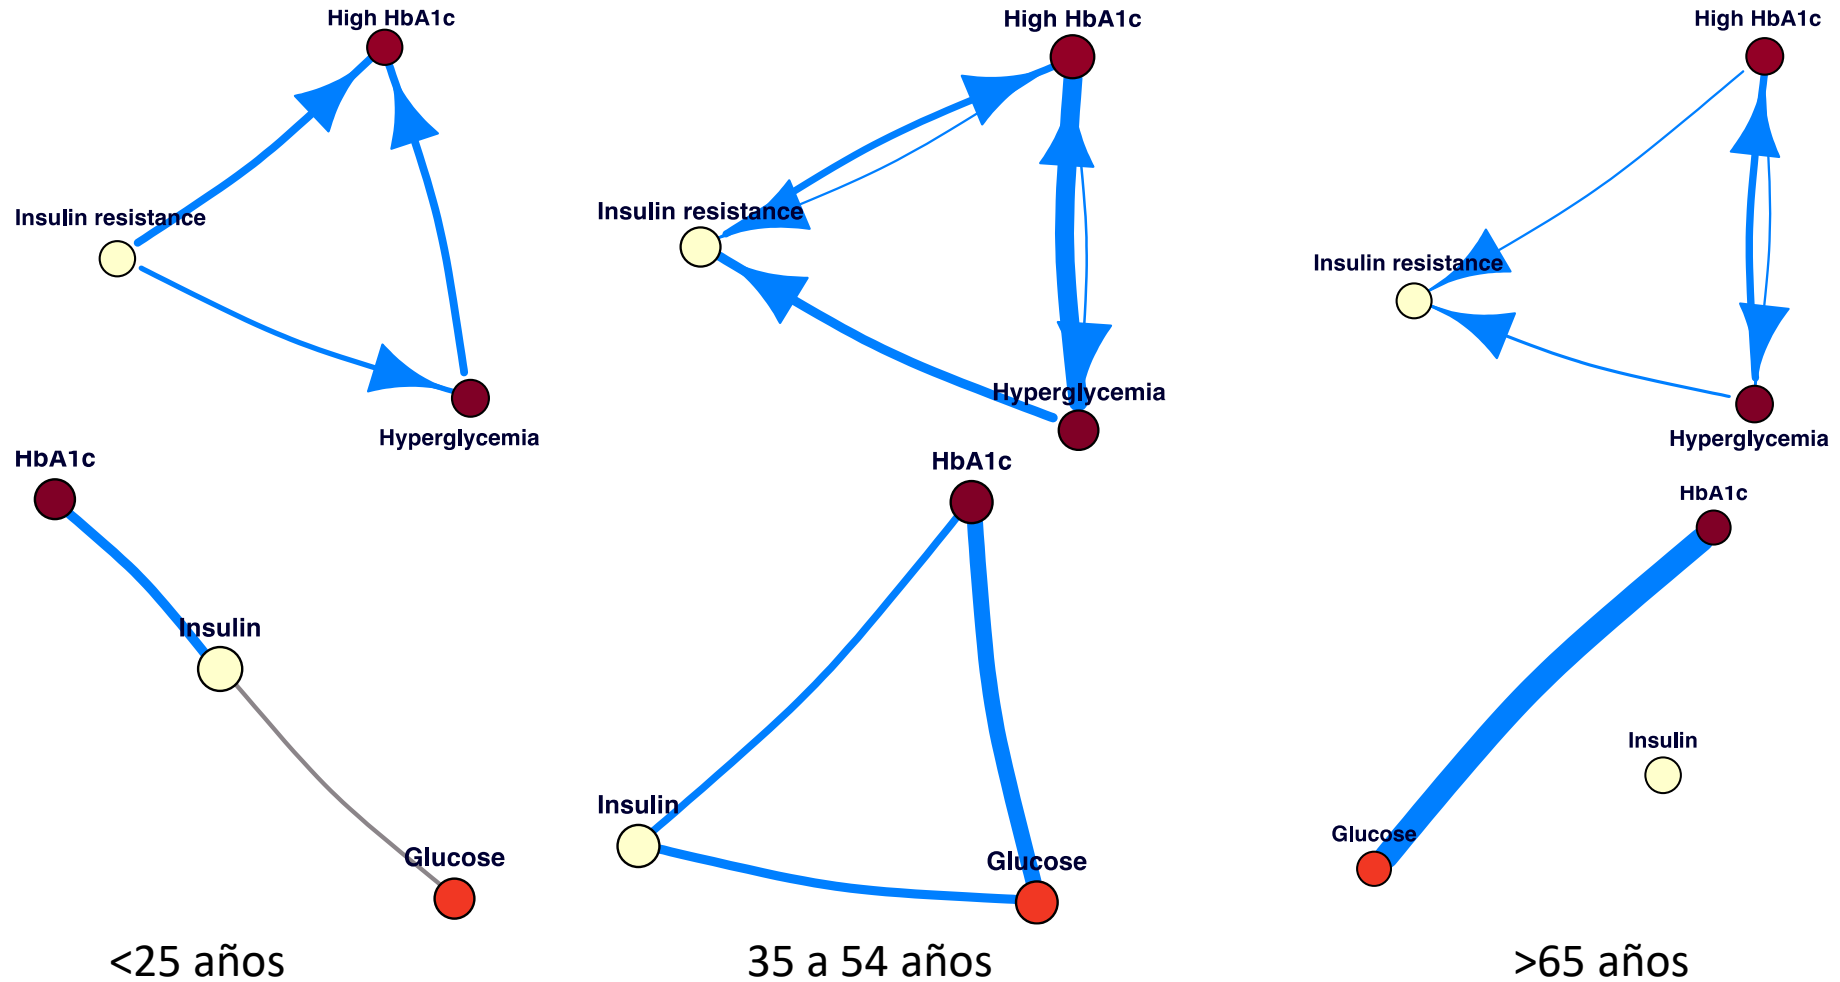 High HbA1c
Insulin resistance
Hyperglycemia
High HbA1c
Insulin resistance
Hyperglycemia
High HbA1c
Insulin resistance
Hyperglycemia
HbA1c
Insulin
Glucose
HbA1c
Insulin
Glucose
HbA1c
Insulin
Glucose
<25 años
35 a 54 años
>65 años